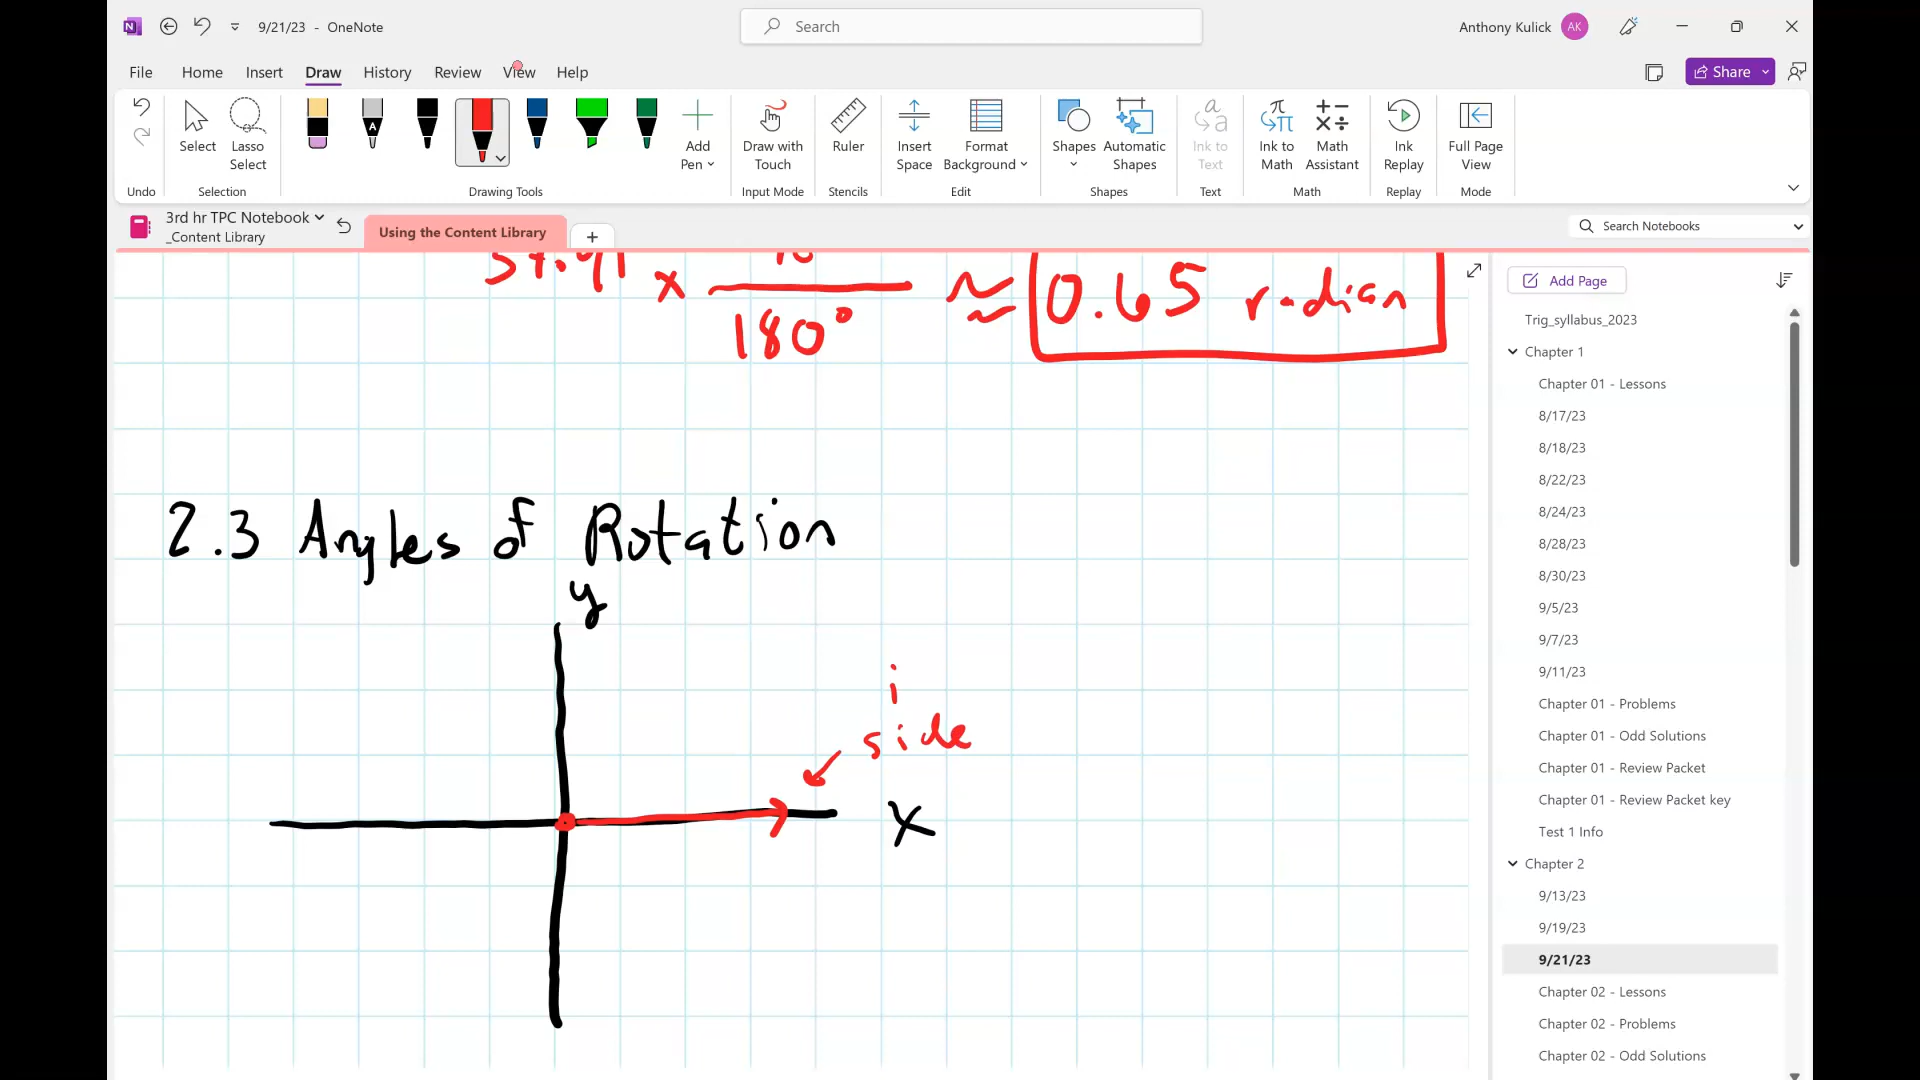 9/21/23 - OneNote
Search
Anthony Kulick
AK
File Home Insert Draw History Review View Help
Share
Select
Lasso Select
Add Pen
Draw with Touch
Ruler
Insert Space
Format Background
Shapes
Automatic Shapes
Ink to Text
Ink to Math
Math Assistant
Ink Replay
Full Page View
Undo
Selection
Drawing Tools
Input Mode
Stencils
Edit
Shapes
Text
Math
Replay
Mode
3rd hr TPC Notebook
_Content Library
Using the Content Library
Search Notebooks
x
180°
≈ 0.65 radian
2.3 Angles of Rotation
y
i
side
x
Add Page
Trig_syllabus_2023
Chapter 1
Chapter 01 - Lessons
8/17/23
8/18/23
8/22/23
8/24/23
8/28/23
8/30/23
9/5/23
9/7/23
9/11/23
Chapter 01 - Problems
Chapter 01 - Odd Solutions
Chapter 01 - Review Packet
Chapter 01 - Review Packet key
Test 1 Info
Chapter 2
9/13/23
9/19/23
9/21/23
Chapter 02 - Lessons
Chapter 02 - Problems
Chapter 02 - Odd Solutions